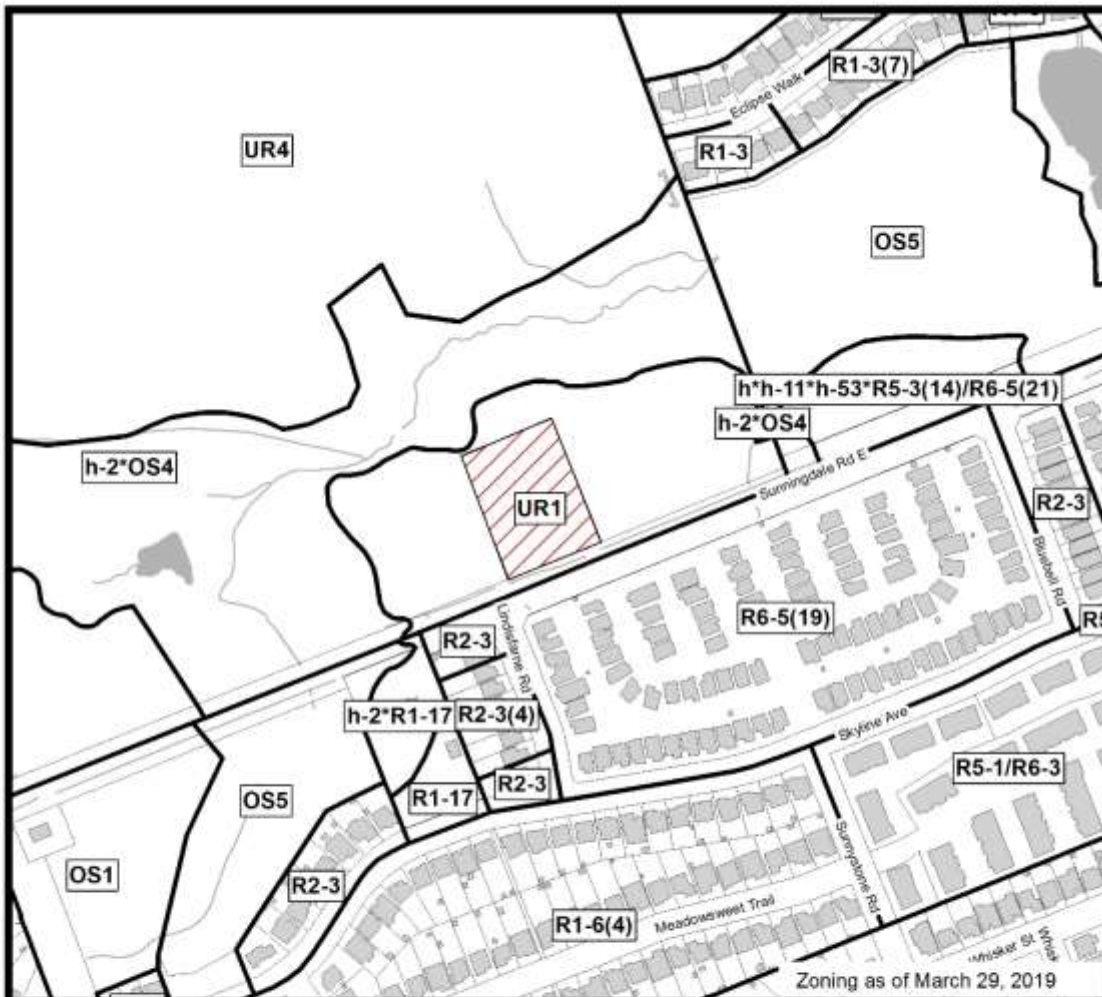 R1-3(7)
Eclipse Walk
UR4
R1-3
OS5
h*h-11*h-53*R5-3(14)/R6-5(21)
h-2*OS4
h-2*OS4
Sunningdale Rd E
R2-3
UR1
Bluebell Rd
R6-5(19)
Lindisfarne Rd
R2-3
h-2*R1-17
R2-3(4)
Skyline Ave
R5-1/R6-3
R2-3
OS5
R1-17
OS1
R2-3
Sunnystone Rd
R1-6(4)
Meadowsweet Trail
Whisker St
Zoning as of March 29, 2019